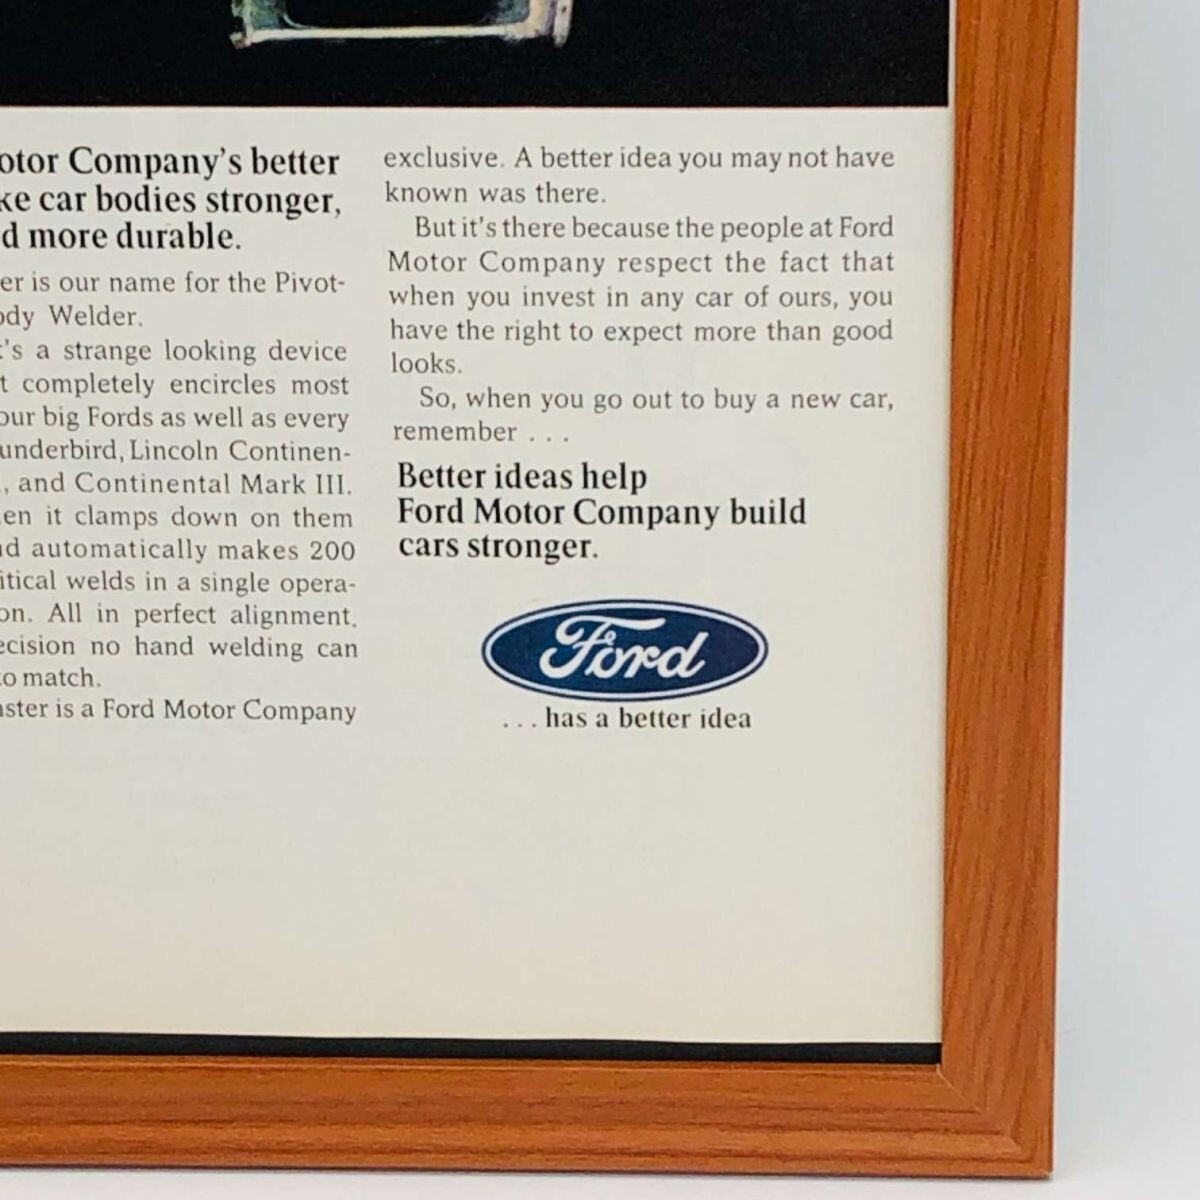 otor Company's better
ke car bodies stronger,
d more durable.
er is our name for the Pivot-
ody Welder.
t's a strange looking device
t completely encircles most
our big Fords as well as every
underbird, Lincoln Continen-
l, and Continental Mark III.
en it clamps down on them
nd automatically makes 200
itical welds in a single opera-
on. All in perfect alignment.
ecision no hand welding can
to match.
aster is a Ford Motor Company
exclusive. A better idea you may not have
known was there.
But it's there because the people at Ford
Motor Company respect the fact that
when you invest in any car of ours, you
have the right to expect more than good
looks.
So, when you go out to buy a new car,
remember . . .
Better ideas help
Ford Motor Company build
cars stronger.
Ford
. . . has a better idea